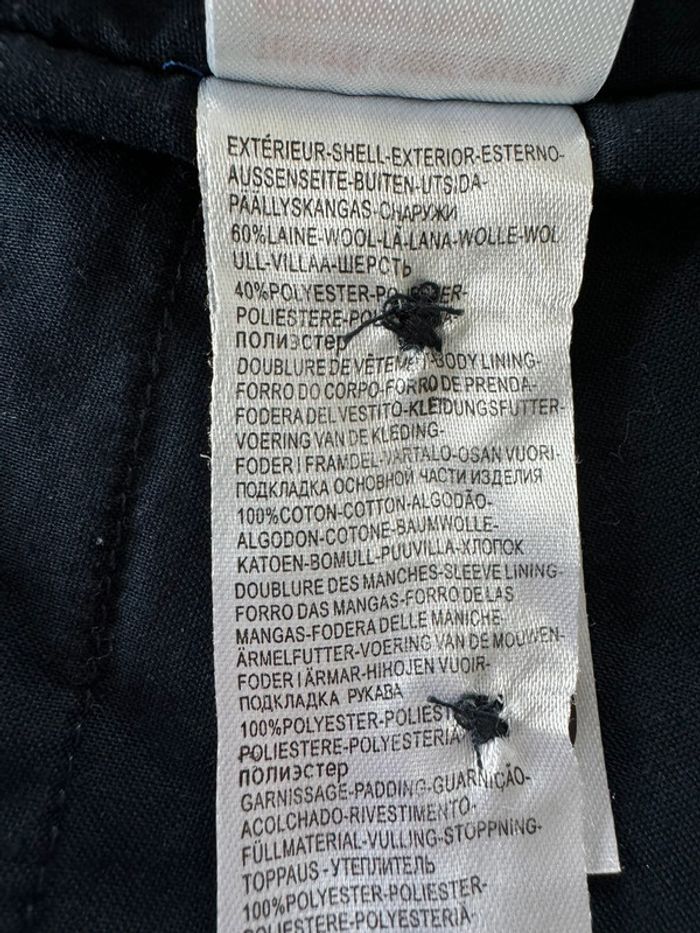 EXTÉRIEUR-SHELL-EXTERIOR-ESTERNO-
AUSSENSEITE-BUITEN-UTSIDA-
PÄÄLLYSKANGAS-СНАРУЖИ
60%LAINE-WOOL-LÃ-LANA-WOLLE-WOL
ULL-VILLAA-ШЕРСТЬ
40%POLYESTER-
POLIESTERE-
полиэстер
DOUBLURE DE VÊTEMENT-BODY LINING-
FORRO DO CORPO-FORRO DE PRENDA-
FODERA DEL VESTITO-KLEIDUNGSFUTTER-
VOERING VAN DE KLEDING-
FODER I FRAMDEL-VARTALO-OSAN VUORI-
ПОДКЛАДКА ОСНОВНОЙ ЧАСТИ ИЗДЕЛИЯ
100%COTON-COTTON-ALGODÃO-
ALGODON-COTONE-BAUMWOLLE-
KATOEN-BOMULL-PUUVILLA-ХЛОПОК
DOUBLURE DES MANCHES-SLEEVE LINING-
FORRO DAS MANGAS-FORRO DE LAS
MANGAS-FODERA DELLE MANICHE-
ÄRMELFUTTER-VOERING VAN DE MOUWEN-
FODER I ÄRMAR-HIHOJEN VUOIR-
ПОДКЛАДКА РУКАВА
100%POLYESTER-
POLIESTERE-POLYESTERIA
полиэстер
GARNISSAGE-PADDING-GUARNIÇÃO-
ACOLCHADO-RIVESTIMENTO-
FÜLLMATERIAL-VULLING-STOPPNING-
TOPPAUS-УТЕПЛИТЕЛЬ
100%POLYESTER-POLIESTER-
POLIESTERE-POLYESTERIA-